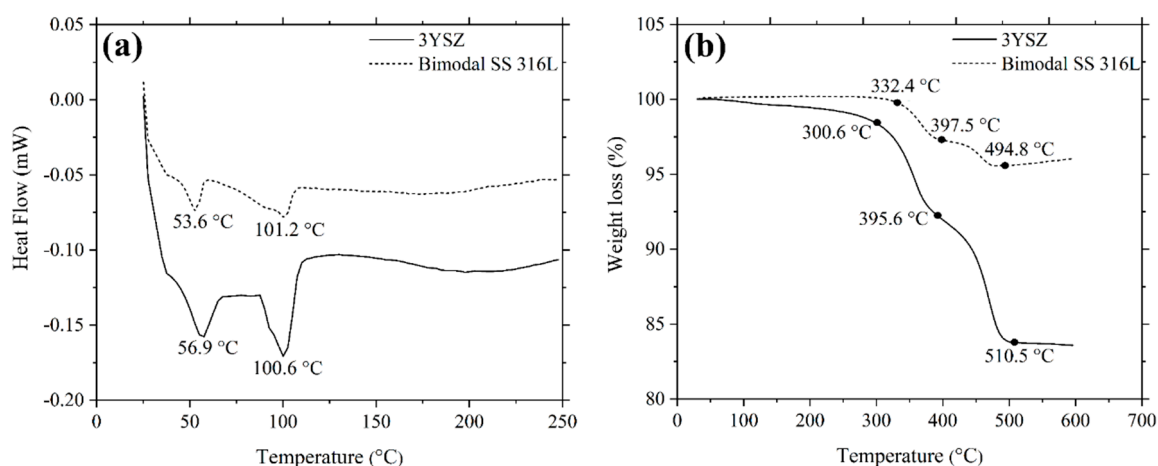 (a)
3YSZ
Bimodal SS 316L
0.05
0.00
-0.05
-0.10
-0.15
-0.20
Heat Flow (mW)
53.6 °C
101.2 °C
56.9 °C
100.6 °C
0
50
100
150
200
250
Temperature (°C)
(b)
3YSZ
Bimodal SS 316L
105
100
95
90
85
80
Weight loss (%)
332.4 °C
300.6 °C
397.5 °C
494.8 °C
395.6 °C
510.5 °C
0
100
200
300
400
500
600
700
Temperature (°C)